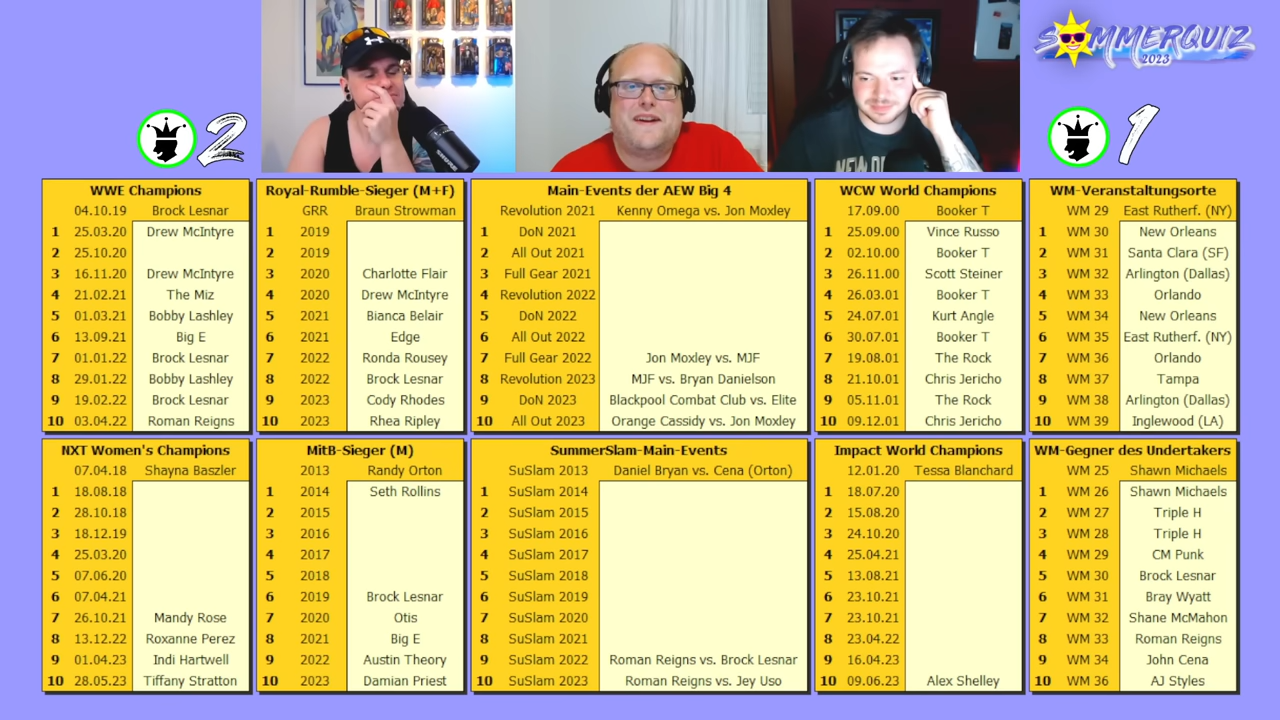 SOMMERQUIZ
2023
2
1
NEW OR
SHURE
WWE Champions
04.10.19 Brock Lesnar
1 25.03.20 Drew McIntyre
2 25.10.20
3 16.11.20 Drew McIntyre
4 21.02.21 The Miz
5 01.03.21 Bobby Lashley
6 13.09.21 Big E
7 01.01.22 Brock Lesnar
8 29.01.22 Bobby Lashley
9 19.02.22 Brock Lesnar
10 03.04.22 Roman Reigns
Royal-Rumble-Sieger (M+F)
GRR Braun Strowman
1 2019
2 2019
3 2020 Charlotte Flair
4 2020 Drew McIntyre
5 2021 Bianca Belair
6 2021 Edge
7 2022 Ronda Rousey
8 2022 Brock Lesnar
9 2023 Cody Rhodes
10 2023 Rhea Ripley
Main-Events der AEW Big 4
Revolution 2021 Kenny Omega vs. Jon Moxley
1 DoN 2021
2 All Out 2021
3 Full Gear 2021
4 Revolution 2022
5 DoN 2022
6 All Out 2022
7 Full Gear 2022 Jon Moxley vs. MJF
8 Revolution 2023 MJF vs. Bryan Danielson
9 DoN 2023 Blackpool Combat Club vs. Elite
10 All Out 2023 Orange Cassidy vs. Jon Moxley
WCW World Champions
17.09.00 Booker T
1 25.09.00 Vince Russo
2 02.10.00 Booker T
3 26.11.00 Scott Steiner
4 26.03.01 Booker T
5 24.07.01 Kurt Angle
6 30.07.01 Booker T
7 19.08.01 The Rock
8 21.10.01 Chris Jericho
9 05.11.01 The Rock
10 09.12.01 Chris Jericho
WM-Veranstaltungsorte
WM 29 East Rutherf. (NY)
1 WM 30 New Orleans
2 WM 31 Santa Clara (SF)
3 WM 32 Arlington (Dallas)
4 WM 33 Orlando
5 WM 34 New Orleans
6 WM 35 East Rutherf. (NY)
7 WM 36 Orlando
8 WM 37 Tampa
9 WM 38 Arlington (Dallas)
10 WM 39 Inglewood (LA)
NXT Women's Champions
07.04.18 Shayna Baszler
1 18.08.18
2 28.10.18
3 18.12.19
4 25.03.20
5 07.06.20
6 07.04.21
7 26.10.21 Mandy Rose
8 13.12.22 Roxanne Perez
9 01.04.23 Indi Hartwell
10 28.05.23 Tiffany Stratton
MitB-Sieger (M)
2013 Randy Orton
1 2014 Seth Rollins
2 2015
3 2016
4 2017
5 2018
6 2019 Brock Lesnar
7 2020 Otis
8 2021 Big E
9 2022 Austin Theory
10 2023 Damian Priest
SummerSlam-Main-Events
SuSlam 2013 Daniel Bryan vs. Cena (Orton)
1 SuSlam 2014
2 SuSlam 2015
3 SuSlam 2016
4 SuSlam 2017
5 SuSlam 2018
6 SuSlam 2019
7 SuSlam 2020
8 SuSlam 2021
9 SuSlam 2022 Roman Reigns vs. Brock Lesnar
10 SuSlam 2023 Roman Reigns vs. Jey Uso
Impact World Champions
12.01.20 Tessa Blanchard
1 18.07.20
2 15.08.20
3 24.10.20
4 25.04.21
5 13.08.21
6 23.10.21
7 23.10.21
8 23.04.22
9 16.04.23
10 09.06.23 Alex Shelley
WM-Gegner des Undertakers
WM 25 Shawn Michaels
1 WM 26 Shawn Michaels
2 WM 27 Triple H
3 WM 28 Triple H
4 WM 29 CM Punk
5 WM 30 Brock Lesnar
6 WM 31 Bray Wyatt
7 WM 32 Shane McMahon
8 WM 33 Roman Reigns
9 WM 34 John Cena
10 WM 36 AJ Styles